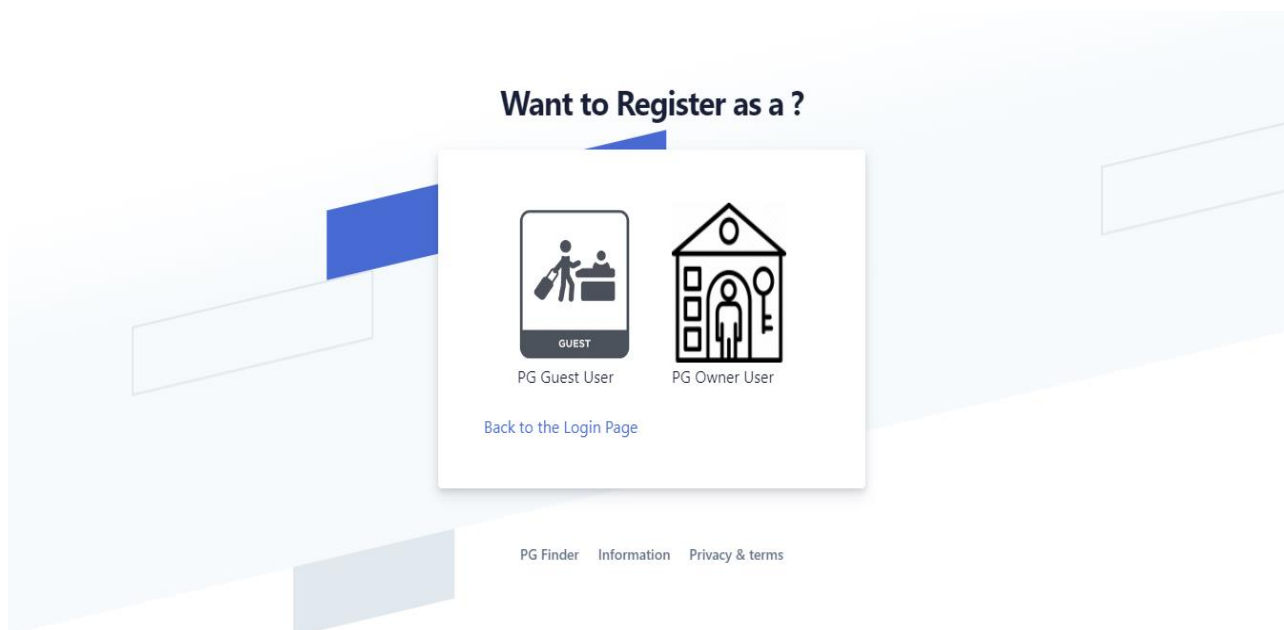 Want to Register as a ?
GUEST
PG Guest User PG Owner User
Back to the Login Page
PG Finder Information Privacy & terms